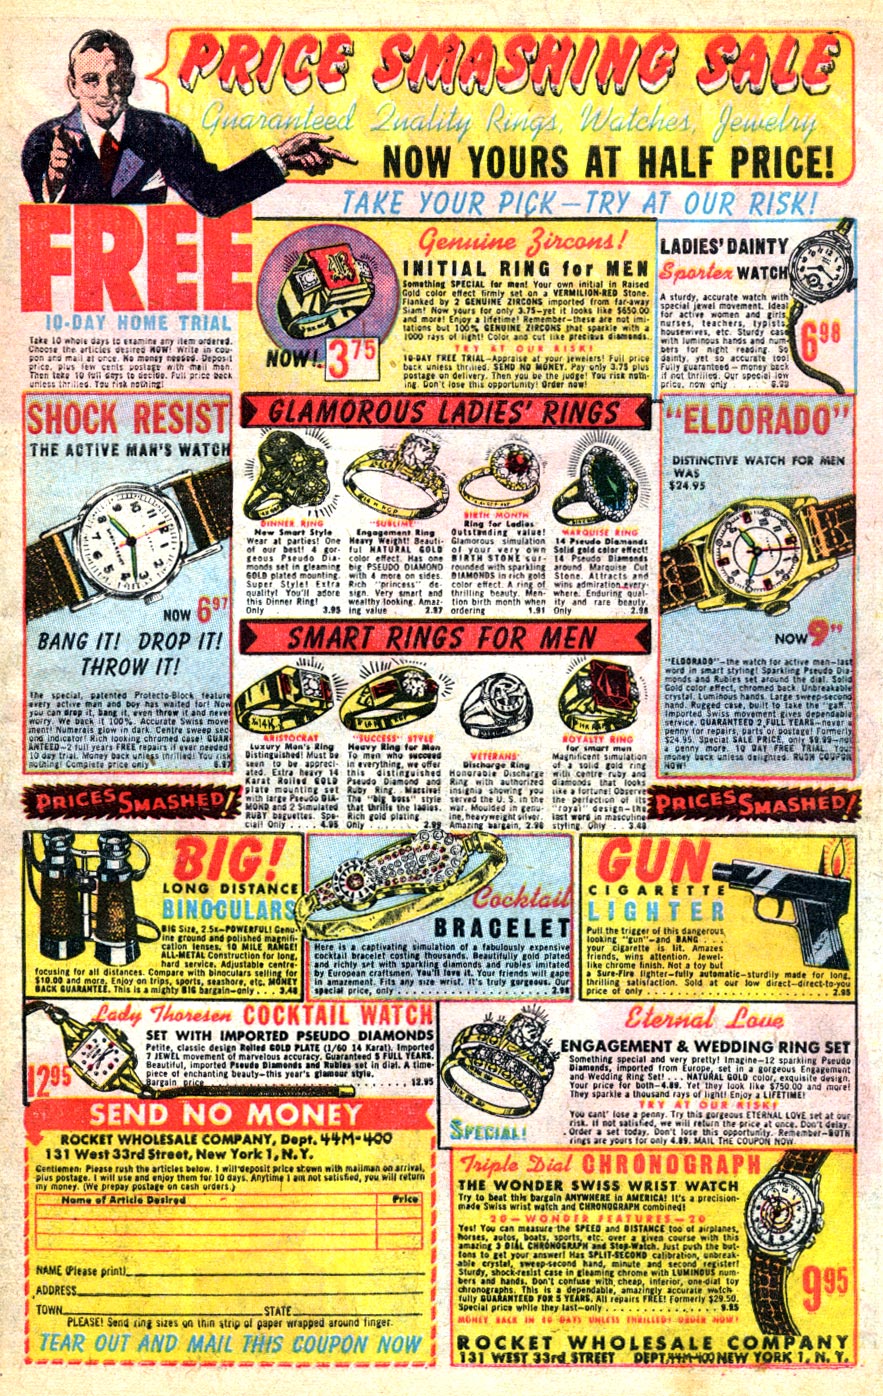 PRICE SMASHING SALE
Guaranteed Quality Rings, Watches, Jewelry
NOW YOURS AT HALF PRICE!
TAKE YOUR PICK—TRY AT OUR RISK!
FREE
10-DAY HOME TRIAL
Take 10 whole days to examine any item ordered.
Choose the articles desired NOW! Write in cou-
pon and mail at once. No money needed. Deposit
price, plus few cents postage with mail man.
Then take 10 full days to decide. Full price back
unless thrilled. You risk nothing!
Genuine Zircons!
INITIAL RING for MEN
Something SPECIAL for men! Your own initial in Raised
Gold color effect firmly set on a VERMILION-RED Stone.
Flanked by 2 GENUINE ZIRCONS imported from far-away
Siam! Now yours for only 3.75—yet it looks like $650.00
and more! Enjoy a lifetime! Remember—these are not imi-
tations but 100% GENUINE ZIRCONS that sparkle with a
1000 rays of light! Color and cut like precious diamonds.
TRY AT OUR RISK!
10-DAY FREE TRIAL—Appraise at your jewelers! Full price
back unless thrilled. SEND NO MONEY. Pay only 3.75 plus
postage on delivery. Then you be the judge! You risk noth-
ing. Don't lose this opportunity! Order now!
NOW! 3.75
LADIES' DAINTY
Sportex WATCH
A sturdy, accurate watch with
special jewel movement. Ideal
for active women and girls,
nurses, teachers, typists,
housewives, etc. Sturdy case
with luminous hands and num-
bers for night reading. So
dainty, yet so accurate too!
Fully guaranteed — money back
if not thrilled. Our special low
price, now only 6.98
6.98
SHOCK RESIST
THE ACTIVE MAN'S WATCH
NOW 6.97
BANG IT! DROP IT!
THROW IT!
The special, patented Protecto-Block feature
every active man and boy has waited for! Now
you can drop it, bang it, even throw it and never
worry. We back it 100%. Accurate Swiss move-
ment! Numerals glow in dark. Centre sweep sec-
ond indicator! Rich looking chromed case! GUAR-
ANTEED—2 full years FREE repairs if ever needed
10 day trial. Money back unless thrilled! You risk
nothing! Complete price only 6.97
PRICES SMASHED!
GLAMOROUS LADIES' RINGS
DINNER RING
New Smart Style
Wear at parties! One
of our best! 4 gor-
geous Pseudo Dia-
monds set in gleaming
GOLD plated mounting.
Super Style! Extra
quality! You'll adore
this Dinner Ring!
Only . . . 3.95
"SUBLIME"
Engagement Ring
Heavy Weight! Beauti-
ful NATURAL GOLD
color effect. Has one
big PSEUDO DIAMOND
with 4 more on sides.
Rich "princess" de-
sign. Very smart and
wealthy looking. Amaz-
ing value . . 2.97
BIRTH MONTH
Ring for Ladies
Outstanding value!
Glamorous simulation
of your very own
BIRTH STONE sur-
rounded with sparkling
DIAMONDS in rich gold
color effect. A ring of
thrilling beauty. Men-
tion birth month when
ordering . . . 1.91
MARQUISE RING
14 Pseudo Diamonds
Solid gold color effect!
14 Pseudo Diamonds
around Marquise Cut
Stone. Attracts and
wins admiration every-
where. Enduring qual-
ity and rare beauty.
Only . . . 2.98
SMART RINGS FOR MEN
ARISTOCRAT
Luxury Men's Ring
Distinguished! Must be
seen to be appreci-
ated. Extra heavy 14
Karat Rolled GOLD
plate mounting set
with large Pseudo DIA-
MOND and 2 Simulated
RUBY baguettes. Spe-
cial! Only . . . 4.95
"SUCCESS" STYLE
Heavy Ring for Men
To men who succeed
in everything, we offer
this distinguished
Pseudo Diamond and
Ruby Ring. Massive!
The "big boss" style
that thrills the ladies.
Rich gold plating
Only . . . 2.99
VETERANS'
Discharge Ring
Honorable Discharge
Ring with authorized
insignia showing you
served the U. S. in the
war. Moulded in genu-
ine, heavyweight silver.
Amazing bargain, 2.98
ROYALTY RING
for smart men
Magnificent simulation
of a solid gold ring
with centre ruby and
diamonds that looks
like a fortune! Observe
the perfection of its
"royal" design—the
last word in masculine
styling. Only . . 3.48
"ELDORADO"
DISTINCTIVE WATCH FOR MEN
WAS
$24.95
NOW 9.99
"ELDORADO"—the watch for active men—last
word in smart styling! Sparkling Pseudo Dia-
monds and Rubies set around the dial. Solid
Gold color effect, chromed back. Unbreakable
crystal. Luminous hands. Large sweep-second
hand. Rugged case, built to take the "gaff."
Imported Swiss movement gives dependable
service. GUARANTEED 2 FULL YEARS—never a
penny for repairs, parts or postage! Formerly
$24.95. Special SALE PRICE, only $9.99—not
a penny more. 10 DAY FREE TRIAL. Your
money back unless delighted. RUSH COUPON
NOW!
PRICES SMASHED!
BIG!
LONG DISTANCE
BINOCULARS
BIG Size, 2.5x—POWERFUL! Genu-
ine ground and polished magnifi-
cation lenses. 10 MILE RANGE!
ALL-METAL Construction for long,
hard service. Adjustable centre-
focusing for all distances. Compare with binoculars selling for
$10.00 and more. Enjoy on trips, sports, seashore, etc. MONEY
BACK GUARANTEE. This is a mighty BIG bargain—only . . . 3.48
Cocktail
BRACELET
Here is a captivating simulation of a fabulously expensive
cocktail bracelet costing thousands. Beautifully gold plated
and richly set with sparkling diamonds and rubies imitated
by European craftsmen. You'll love it. Your friends will gape
in amazement. Fits any size wrist. It's truly gorgeous. Our
special price, only 2.98
GUN
CIGARETTE
LIGHTER
Pull the trigger of this dangerous
looking "gun"—and BANG . . .
your cigarette is lit. Amazes
friends, wins attention. Jewel-
like chrome finish. Not a toy but
a Sure-Fire lighter—fully automatic—sturdily made for long,
thrilling satisfaction. Sold at our low direct—direct-to-you
price of only 2.95
Lady Thoresen COCKTAIL WATCH
SET WITH IMPORTED PSEUDO DIAMONDS
Petite, classic design Rolled GOLD PLATE (1/60 14 Karat). Imported
7 JEWEL movement of marvelous accuracy. Guaranteed 5 FULL YEARS.
Beautiful, imported Pseudo Diamonds and Rubies set in dial. A time-
piece of enchanting beauty—this year's glamour style.
Bargain price 12.95
12.95
Eternal Love
ENGAGEMENT & WEDDING RING SET
Something special and very pretty! Imagine—12 sparkling Pseudo
Diamonds, imported from Europe, set in a gorgeous Engagement
and Wedding Ring Set! . . . NATURAL GOLD color, exquisite design.
Your price for both—4.89. Yet they look like $750.00 and more!
They sparkle a thousand rays of light! Enjoy a LIFETIME!
TRY AT OUR RISK!
You cant' lose a penny. Try this gorgeous ETERNAL LOVE set at our
risk. If not satisfied, we will return the price at once. Don't delay.
Order a set today. Don't lose this opportunity. Remember—BOTH
rings are yours for only 4.89. MAIL THE COUPON NOW.
SPECIAL!
SEND NO MONEY
ROCKET WHOLESALE COMPANY, Dept. 44M-400
131 West 33rd Street, New York 1, N. Y.
Gentlemen: Please rush the articles below. I will deposit price shown with mailman on arrival,
plus postage. I will use and enjoy them for 10 days. Anytime I am not satisfied, you will return
my money. (We prepay postage on cash orders.)
Name of Article Desired Price
NAME (Please print)
ADDRESS
TOWN STATE
PLEASE! Send ring sizes on thin strip of paper wrapped around finger.
TEAR OUT AND MAIL THIS COUPON NOW
Triple Dial CHRONOGRAPH
THE WONDER SWISS WRIST WATCH
Try to beat this bargain ANYWHERE in AMERICA! It's a precision-
made Swiss wrist watch and CHRONOGRAPH combined!
20—WONDER FEATURES—20
Yes! You can measure the SPEED and DISTANCE too of airplanes,
horses, autos, boats, sports, etc. over a given course with this
amazing 3 DIAL CHRONOGRAPH and Stop-Watch. Just push the but-
tons to get your answer! Has SPLIT-SECOND calibration, unbreak-
able crystal, sweep-second hand, minute and second register!
Sturdy, shock-resist case in gleaming chrome with LUMINOUS num-
bers and hands. Don't confuse with cheap, inferior, one-dial toy
chronographs. This is a dependable, amazingly accurate watch—
fully GUARANTEED FOR 5 YEARS. All repairs FREE! Formerly $29.50.
Special price while they last—only 9.95
MONEY BACK IN 10 DAYS UNLESS THRILLED! ORDER NOW!
9.95
ROCKET WHOLESALE COMPANY
131 WEST 33rd STREET DEPT. 44M-400 NEW YORK 1, N. Y.